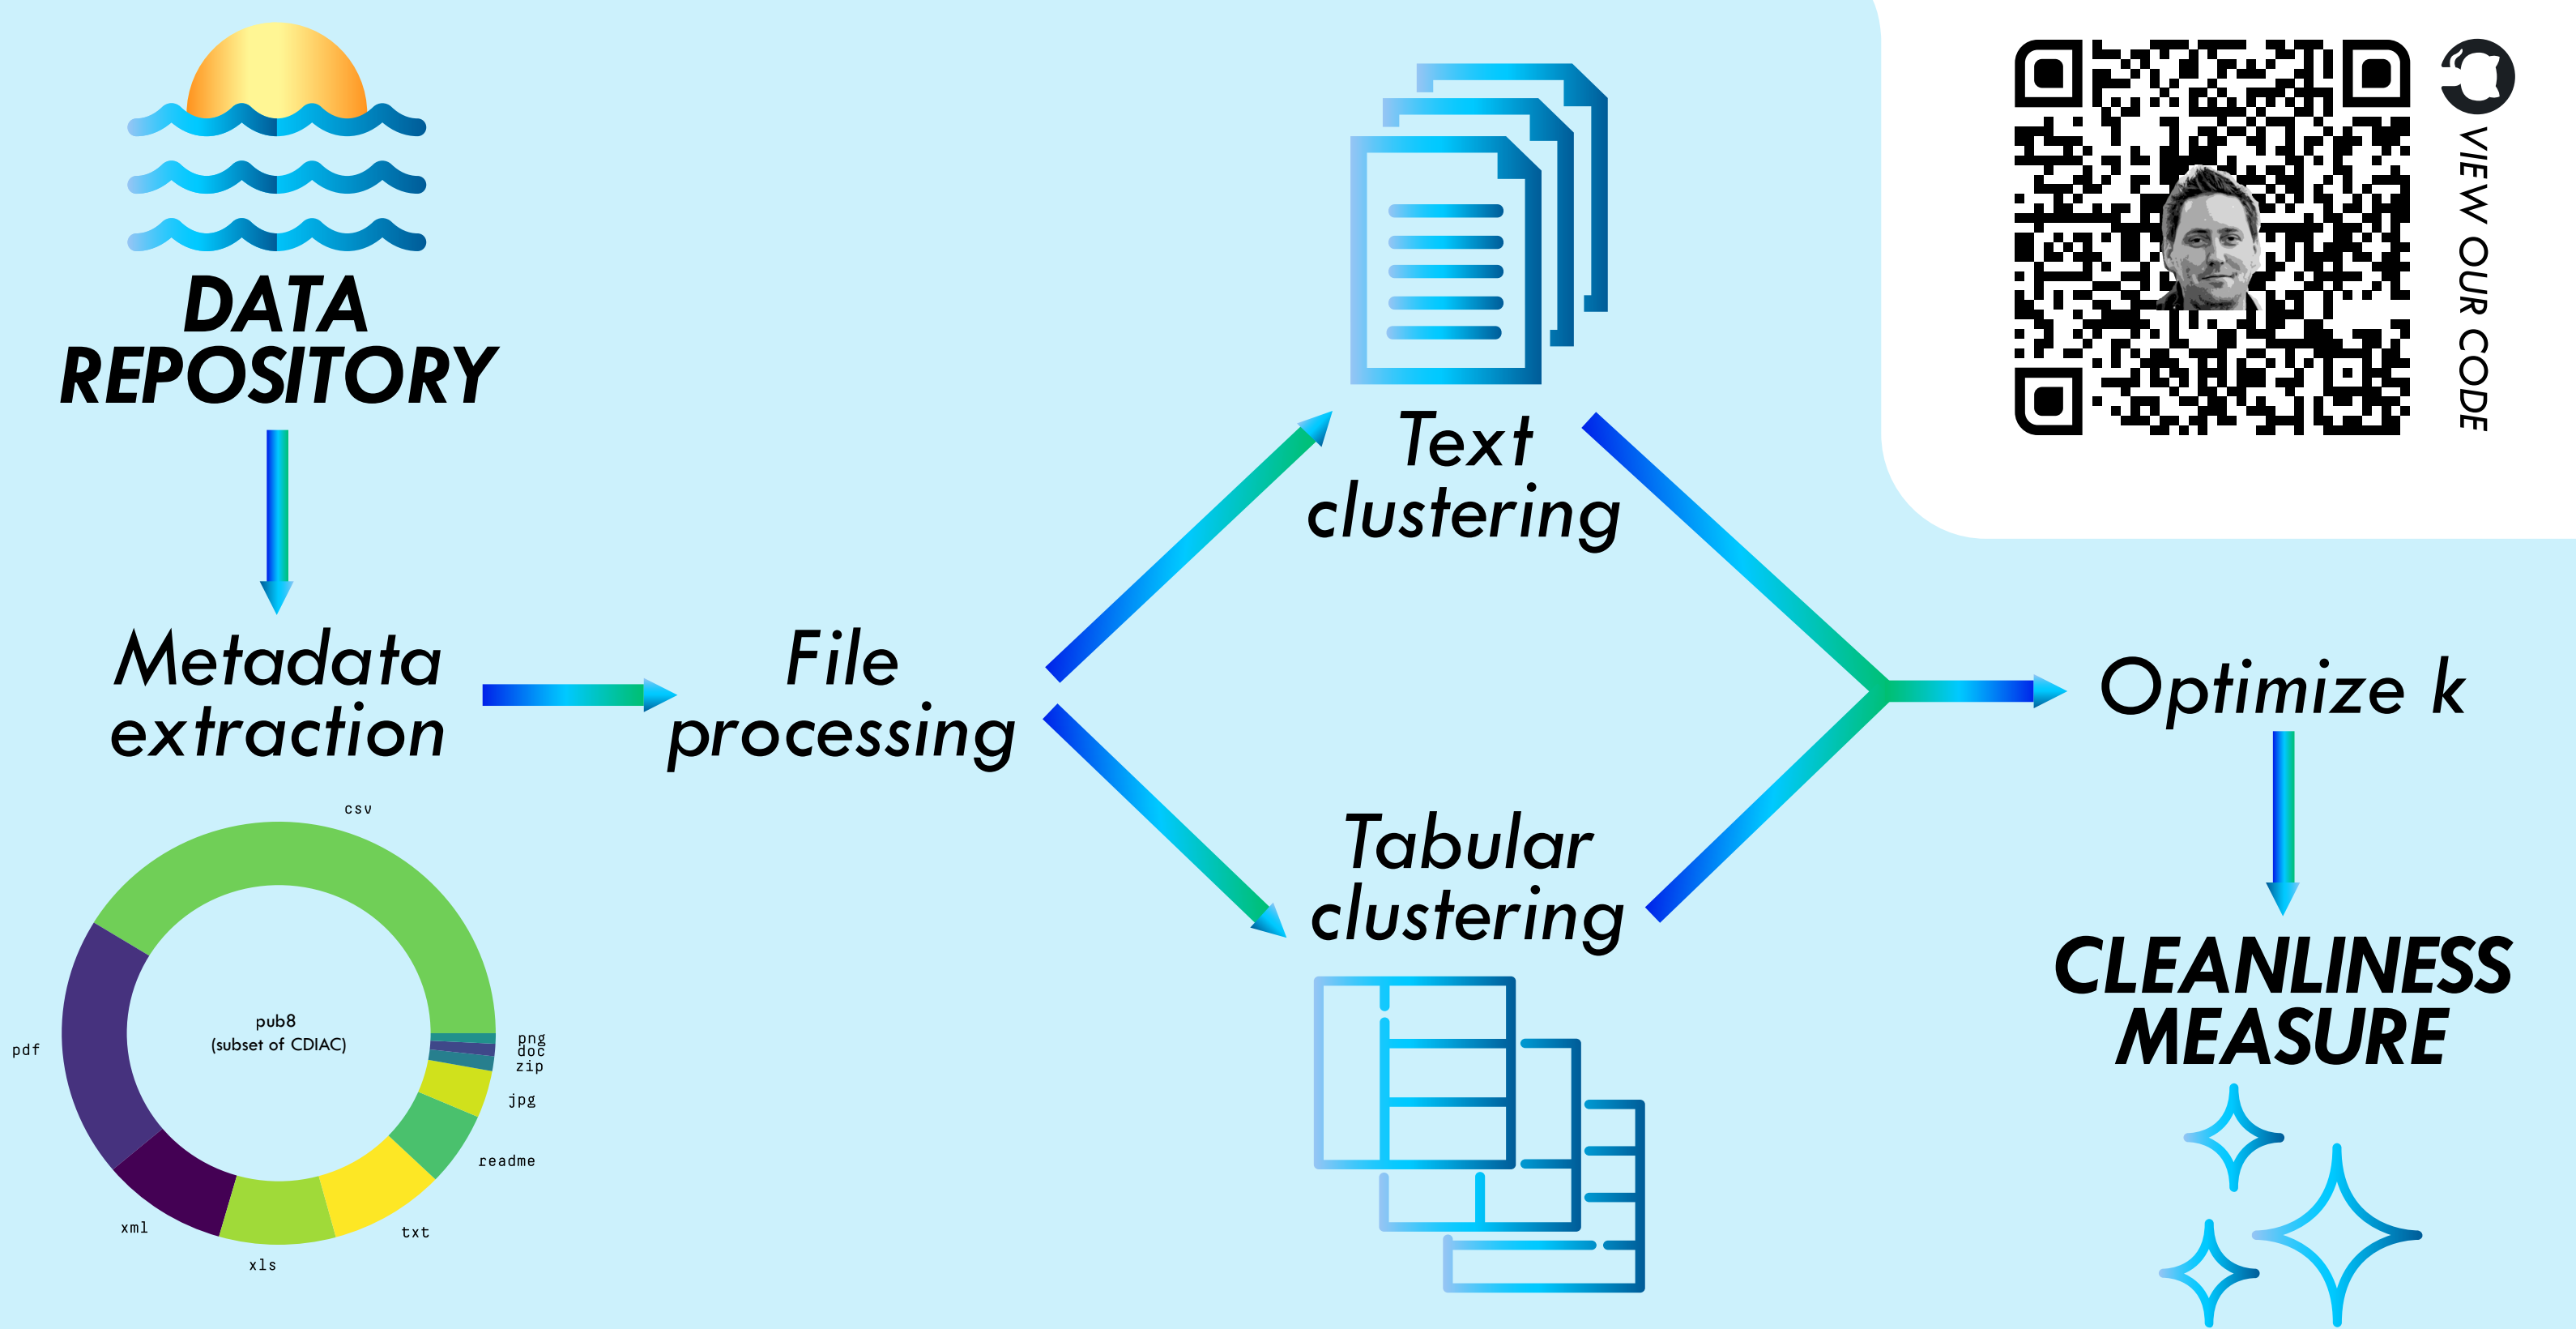 DATA
REPOSITORY
Metadata
extraction
File
processing
Text
clustering
Tabular
clustering
Optimize k
CLEANLINESS
MEASURE
VIEW OUR CODE
csv
pdf
xml
xls
txt
readme
jpg
zip
doc
png
pub8
(subset of CDIAC)